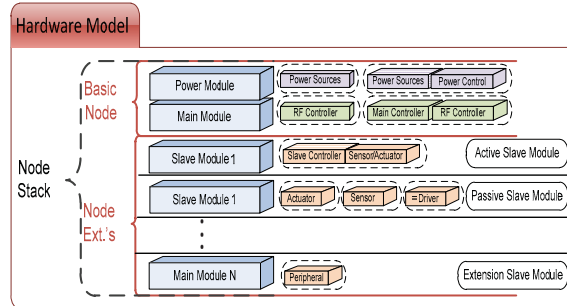 Hardware Model
Basic Node
Node Stack
Node Ext.'s
Power Module
Power Sources
Power Sources
Power Control
Main Module
RF Controller
Main Controller
RF Controller
Slave Module 1
Slave Controller
Sensor/Actuator
Active Slave Module
Slave Module 1
Actuator
Sensor
=Driver
Passive Slave Module
Main Module N
Peripheral
Extension Slave Module